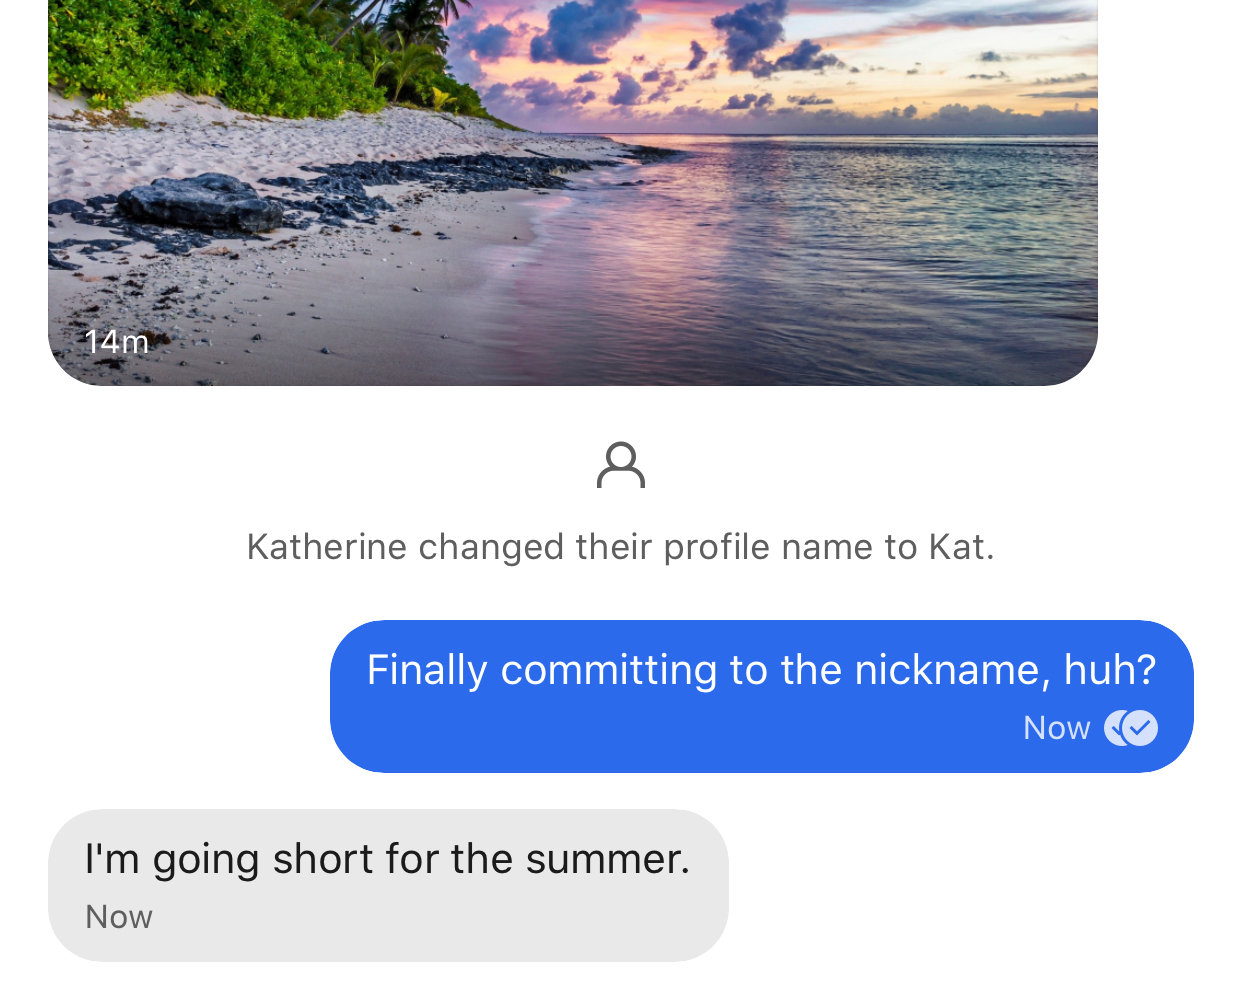 14m
Katherine changed their profile name to Kat.
Finally committing to the nickname, huh?
Now
I'm going short for the summer.
Now